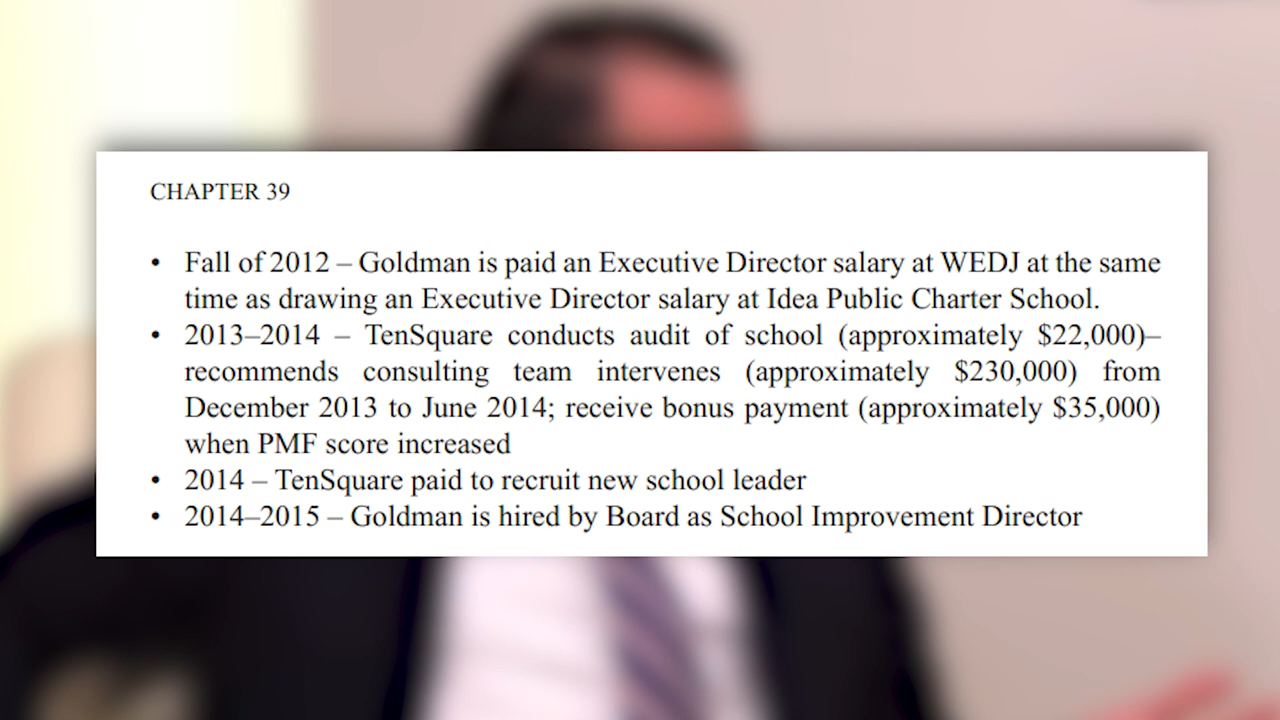 CHAPTER 39
• Fall of 2012 – Goldman is paid an Executive Director salary at WEDJ at the same
time as drawing an Executive Director salary at Idea Public Charter School.
• 2013–2014 – TenSquare conducts audit of school (approximately $22,000)–
recommends consulting team intervenes (approximately $230,000) from
December 2013 to June 2014; receive bonus payment (approximately $35,000)
when PMF score increased
• 2014 – TenSquare paid to recruit new school leader
• 2014–2015 – Goldman is hired by Board as School Improvement Director